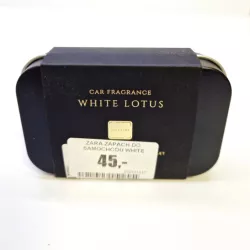 CAR FRAGRANCE
WHITE LOTUS
ZARA ZAPACH DO
SAMOCHODU WHITE
45,-